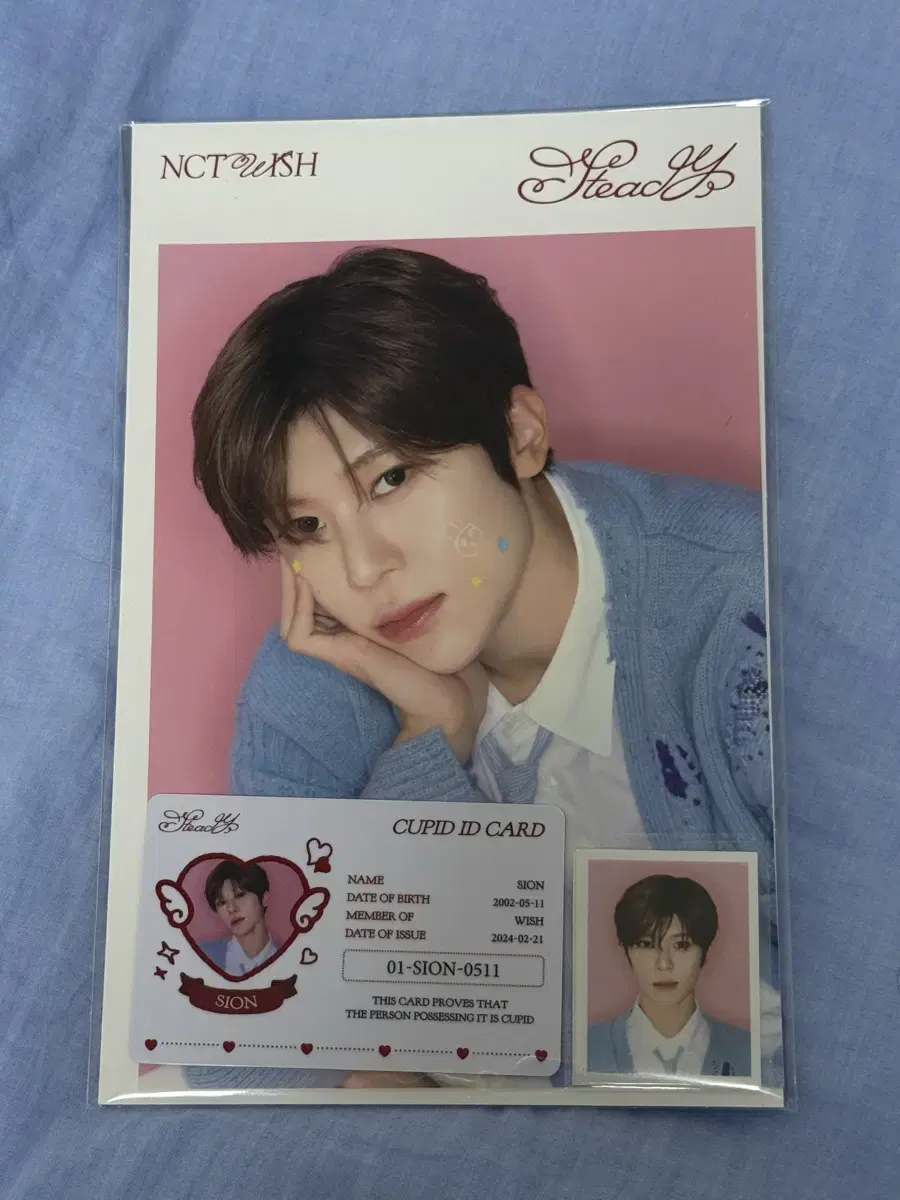 NCT WISH
Steady
Steady
CUPID ID CARD
NAME SION
DATE OF BIRTH 2002-05-11
MEMBER OF WISH
DATE OF ISSUE 2024-02-21
01-SION-0511
SION
THIS CARD PROVES THAT
THE PERSON POSSESSING IT IS CUPID